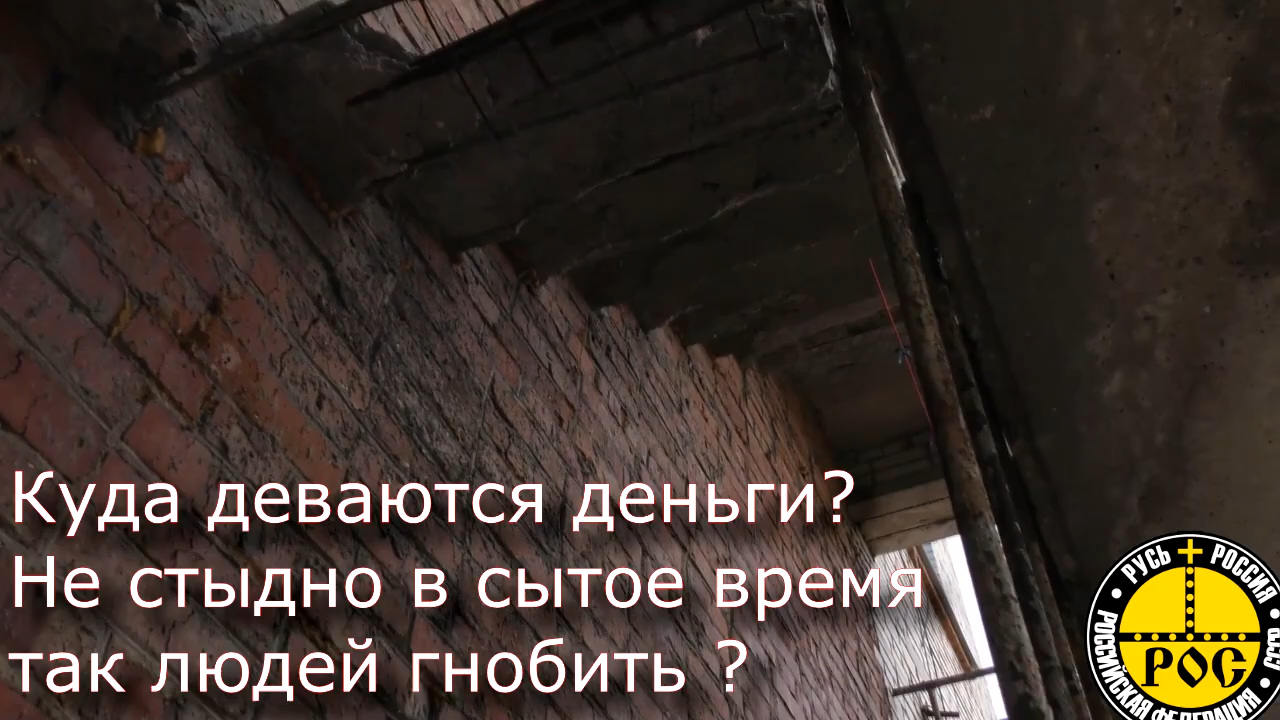 Куда деваются деньги?
Не стыдно в сытое время
так людей гнобить ?
• РУСЬ РОССИЯ • СССР • РОССИЙСКАЯ ФЕДЕРАЦИЯ
РОС